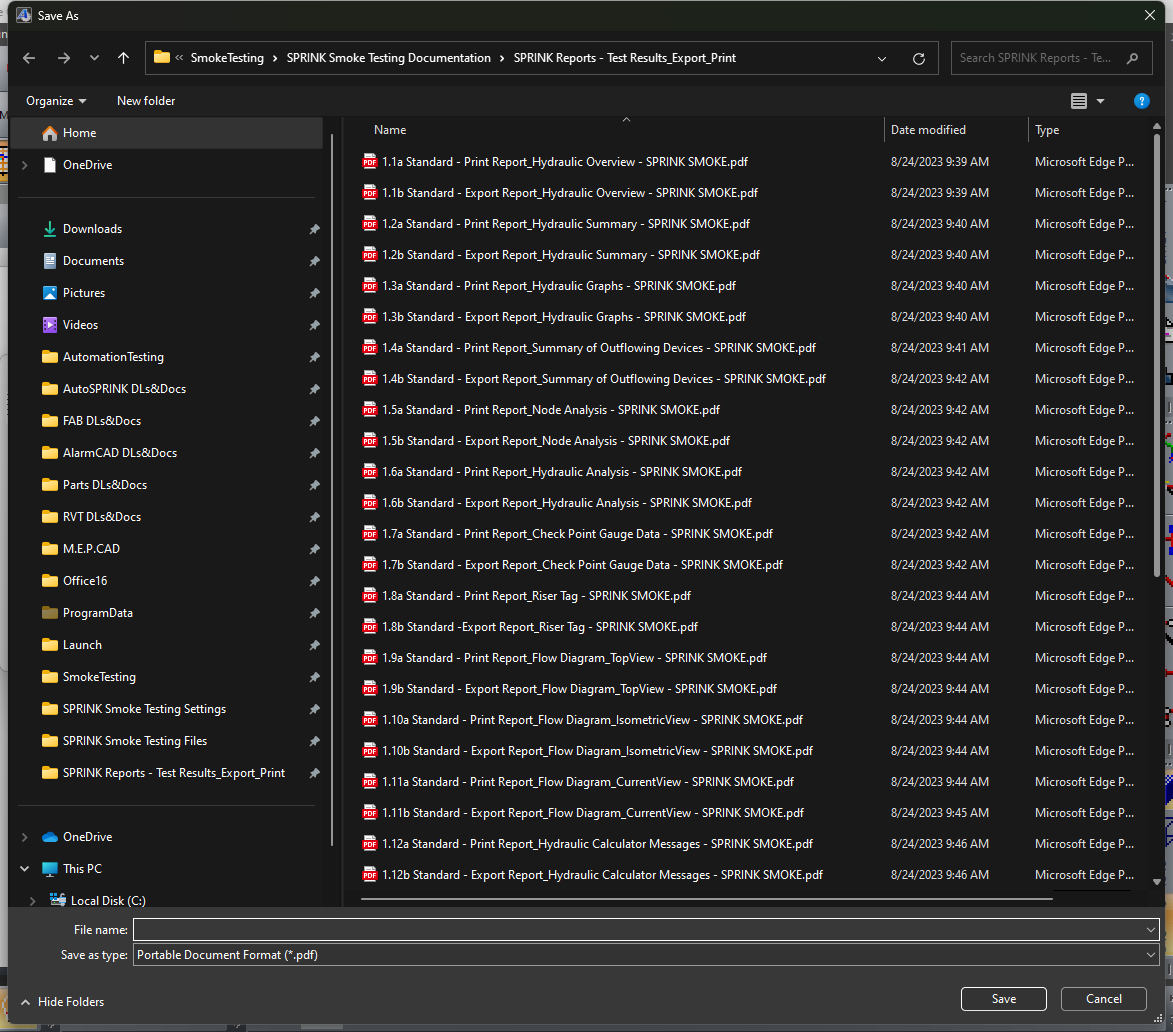 Save As
« SmokeTesting › SPRINK Smoke Testing Documentation › SPRINK Reports - Test Results_Export_Print
Search SPRINK Reports - Te...
Organize
New folder
?
Home
OneDrive
Downloads
Documents
Pictures
Videos
AutomationTesting
AutoSPRINK DLs&Docs
FAB DLs&Docs
AlarmCAD DLs&Docs
Parts DLs&Docs
RVT DLs&Docs
M.E.P.CAD
Office16
ProgramData
Launch
SmokeTesting
SPRINK Smoke Testing Settings
SPRINK Smoke Testing Files
SPRINK Reports - Test Results_Export_Print
OneDrive
This PC
Local Disk (C:)
Name Date modified Type
PDF 1.1a Standard - Print Report_Hydraulic Overview - SPRINK SMOKE.pdf 8/24/2023 9:39 AM Microsoft Edge P...
PDF 1.1b Standard - Export Report_Hydraulic Overview - SPRINK SMOKE.pdf 8/24/2023 9:39 AM Microsoft Edge P...
PDF 1.2a Standard - Print Report_Hydraulic Summary - SPRINK SMOKE.pdf 8/24/2023 9:40 AM Microsoft Edge P...
PDF 1.2b Standard - Export Report_Hydraulic Summary - SPRINK SMOKE.pdf 8/24/2023 9:40 AM Microsoft Edge P...
PDF 1.3a Standard - Print Report_Hydraulic Graphs - SPRINK SMOKE.pdf 8/24/2023 9:40 AM Microsoft Edge P...
PDF 1.3b Standard - Export Report_Hydraulic Graphs - SPRINK SMOKE.pdf 8/24/2023 9:40 AM Microsoft Edge P...
PDF 1.4a Standard - Print Report_Summary of Outflowing Devices - SPRINK SMOKE.pdf 8/24/2023 9:41 AM Microsoft Edge P...
PDF 1.4b Standard - Export Report_Summary of Outflowing Devices - SPRINK SMOKE.pdf 8/24/2023 9:42 AM Microsoft Edge P...
PDF 1.5a Standard - Print Report_Node Analysis - SPRINK SMOKE.pdf 8/24/2023 9:42 AM Microsoft Edge P...
PDF 1.5b Standard - Export Report_Node Analysis - SPRINK SMOKE.pdf 8/24/2023 9:42 AM Microsoft Edge P...
PDF 1.6a Standard - Print Report_Hydraulic Analysis - SPRINK SMOKE.pdf 8/24/2023 9:42 AM Microsoft Edge P...
PDF 1.6b Standard - Export Report_Hydraulic Analysis - SPRINK SMOKE.pdf 8/24/2023 9:42 AM Microsoft Edge P...
PDF 1.7a Standard - Print Report_Check Point Gauge Data - SPRINK SMOKE.pdf 8/24/2023 9:42 AM Microsoft Edge P...
PDF 1.7b Standard - Export Report_Check Point Gauge Data - SPRINK SMOKE.pdf 8/24/2023 9:42 AM Microsoft Edge P...
PDF 1.8a Standard - Print Report_Riser Tag - SPRINK SMOKE.pdf 8/24/2023 9:44 AM Microsoft Edge P...
PDF 1.8b Standard -Export Report_Riser Tag - SPRINK SMOKE.pdf 8/24/2023 9:44 AM Microsoft Edge P...
PDF 1.9a Standard - Print Report_Flow Diagram_TopView - SPRINK SMOKE.pdf 8/24/2023 9:44 AM Microsoft Edge P...
PDF 1.9b Standard - Export Report_Flow Diagram_TopView - SPRINK SMOKE.pdf 8/24/2023 9:44 AM Microsoft Edge P...
PDF 1.10a Standard - Print Report_Flow Diagram_IsometricView - SPRINK SMOKE.pdf 8/24/2023 9:44 AM Microsoft Edge P...
PDF 1.10b Standard - Export Report_Flow Diagram_IsometricView - SPRINK SMOKE.pdf 8/24/2023 9:44 AM Microsoft Edge P...
PDF 1.11a Standard - Print Report_Flow Diagram_CurrentView - SPRINK SMOKE.pdf 8/24/2023 9:44 AM Microsoft Edge P...
PDF 1.11b Standard - Export Report_Flow Diagram_CurrentView - SPRINK SMOKE.pdf 8/24/2023 9:45 AM Microsoft Edge P...
PDF 1.12a Standard - Print Report_Hydraulic Calculator Messages - SPRINK SMOKE.pdf 8/24/2023 9:46 AM Microsoft Edge P...
PDF 1.12b Standard - Export Report_Hydraulic Calculator Messages - SPRINK SMOKE.pdf 8/24/2023 9:46 AM Microsoft Edge P...
File name:
Save as type: Portable Document Format (*.pdf)
Hide Folders
Save
Cancel